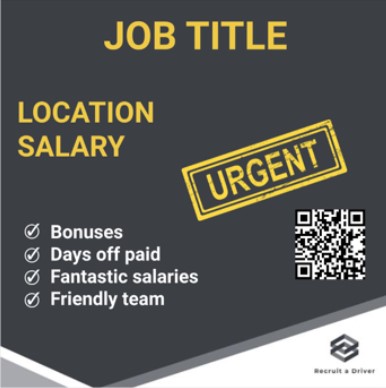 JOB TITLE
LOCATION
SALARY
URGENT
Bonuses
Days off paid
Fantastic salaries
Friendly team
Recruit a Driver